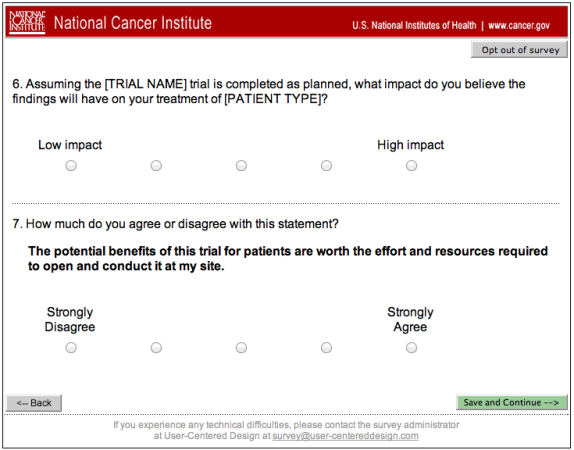 NATIONAL
CANCER
INSTITUTE
National Cancer Institute
U.S. National Institutes of Health | www.cancer.gov
Opt out of survey
6. Assuming the [TRIAL NAME] trial is completed as planned, what impact do you believe the
findings will have on your treatment of [PATIENT TYPE]?
Low impact High impact
7. How much do you agree or disagree with this statement?
The potential benefits of this trial for patients are worth the effort and resources required
to open and conduct it at my site.
Strongly Strongly
Disagree Agree
<-- Back Save and Continue -->
If you experience any technical difficulties, please contact the survey administrator
at User-Centered Design at survey@user-centereddesign.com